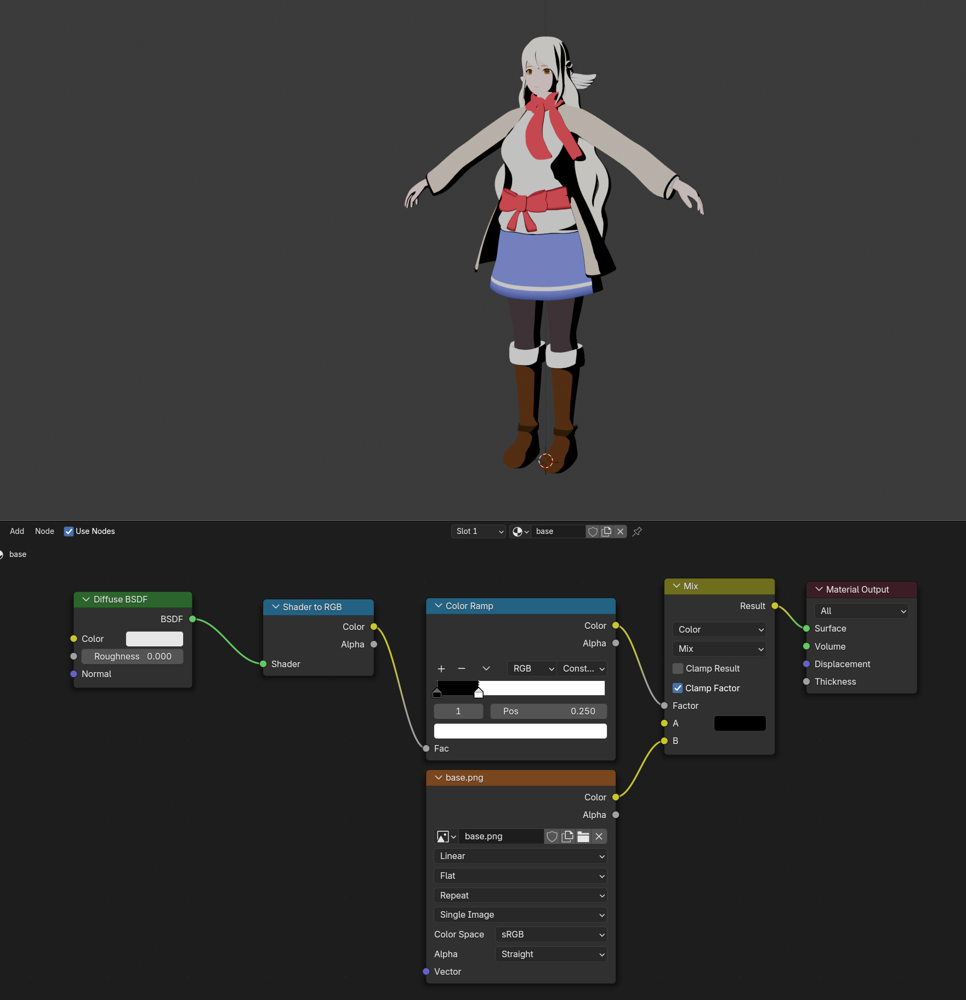 Add Node Use Nodes Slot 1 base
base
Diffuse BSDF
BSDF
Color
Roughness 0.000
Normal
Shader to RGB
Color
Alpha
Shader
Color Ramp
Color
Alpha
RGB Const...
1 Pos 0.250
Fac
base.png
Color
Alpha
base.png
Linear
Flat
Repeat
Single Image
Color Space sRGB
Alpha Straight
Vector
Mix
Result
Color
Mix
Clamp Result
Clamp Factor
Factor
A
B
Material Output
All
Surface
Volume
Displacement
Thickness